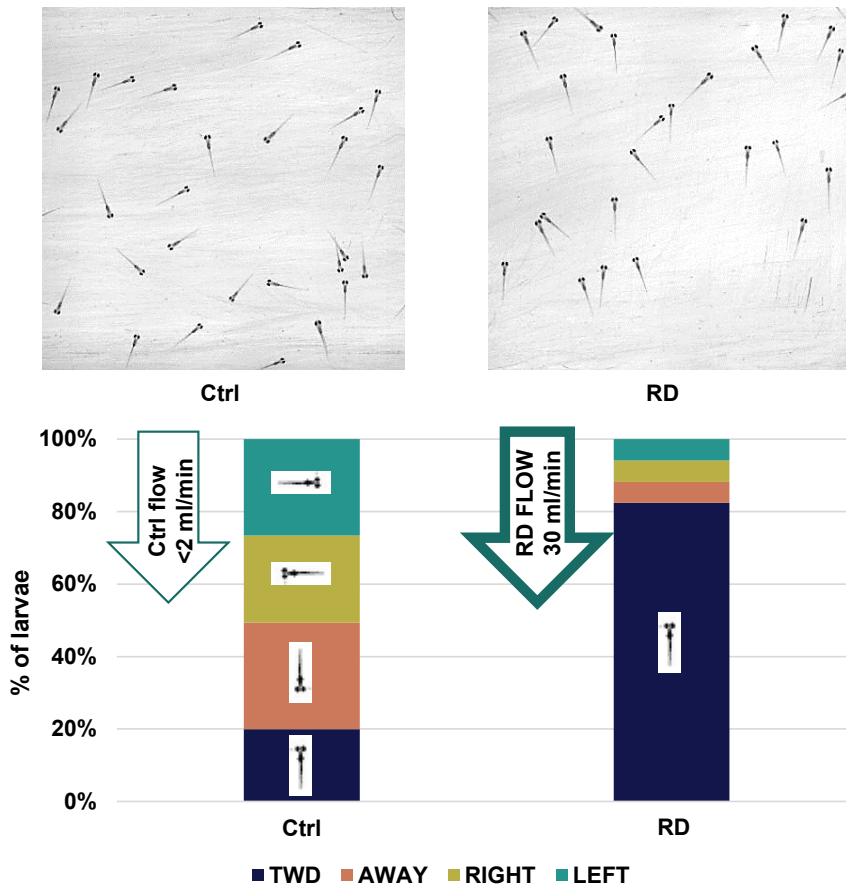 Ctrl
RD
% of larvae
100%
80%
60%
40%
20%
0%
Ctrl flow
<2 ml/min
RD FLOW
30 ml/min
Ctrl
RD
TWD AWAY RIGHT LEFT